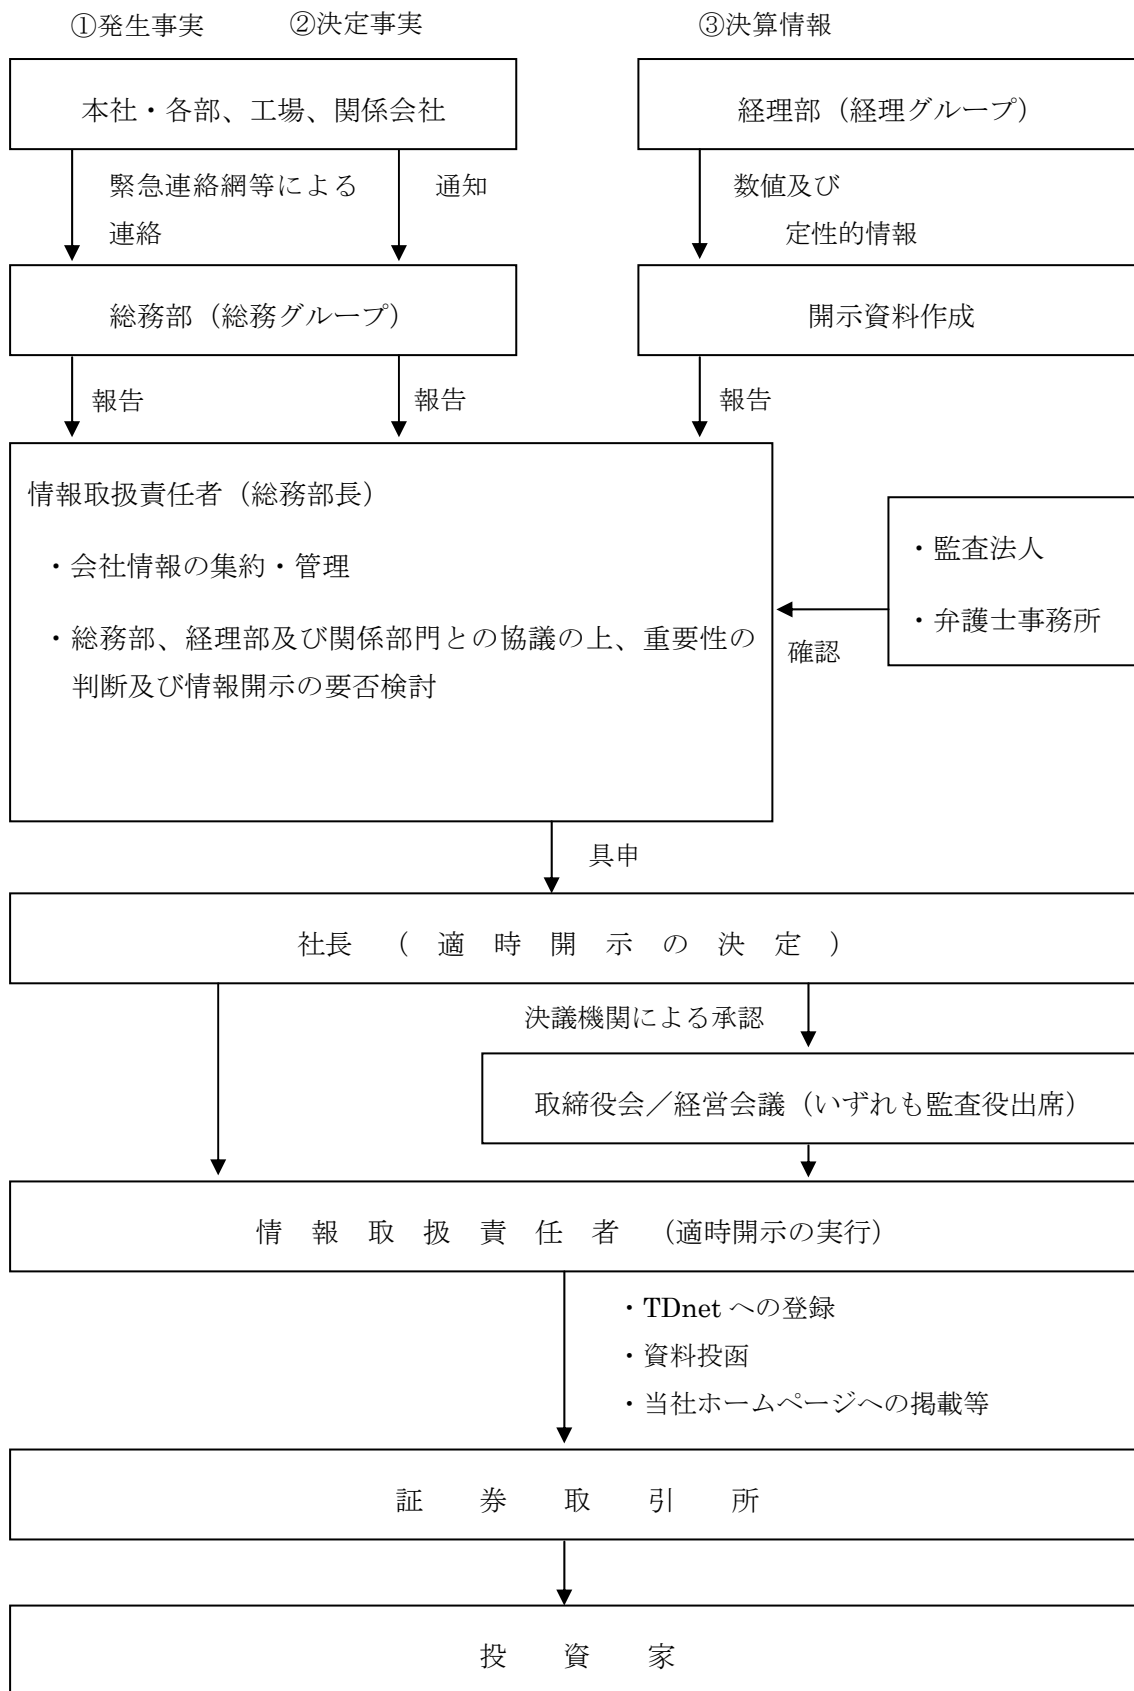 ①発生事実
②決定事実
③決算情報
本社・各部、工場、関係会社
経理部（経理グループ）
緊急連絡網等による
連絡
通知
数値及び
定性的情報
総務部（総務グループ）
開示資料作成
報告
報告
報告
情報取扱責任者（総務部長）
・会社情報の集約・管理
・総務部、経理部及び関係部門との協議の上、重要性の
判断及び情報開示の要否検討
・監査法人
・弁護士事務所
確認
具申
社長　（　適　時　開　示　の　決　定　）
決議機関による承認
取締役会／経営会議（いずれも監査役出席）
情　報　取　扱　責　任　者　（適時開示の実行）
・TDnet への登録
・資料投函
・当社ホームページへの掲載等
証　券　取　引　所
投　資　家